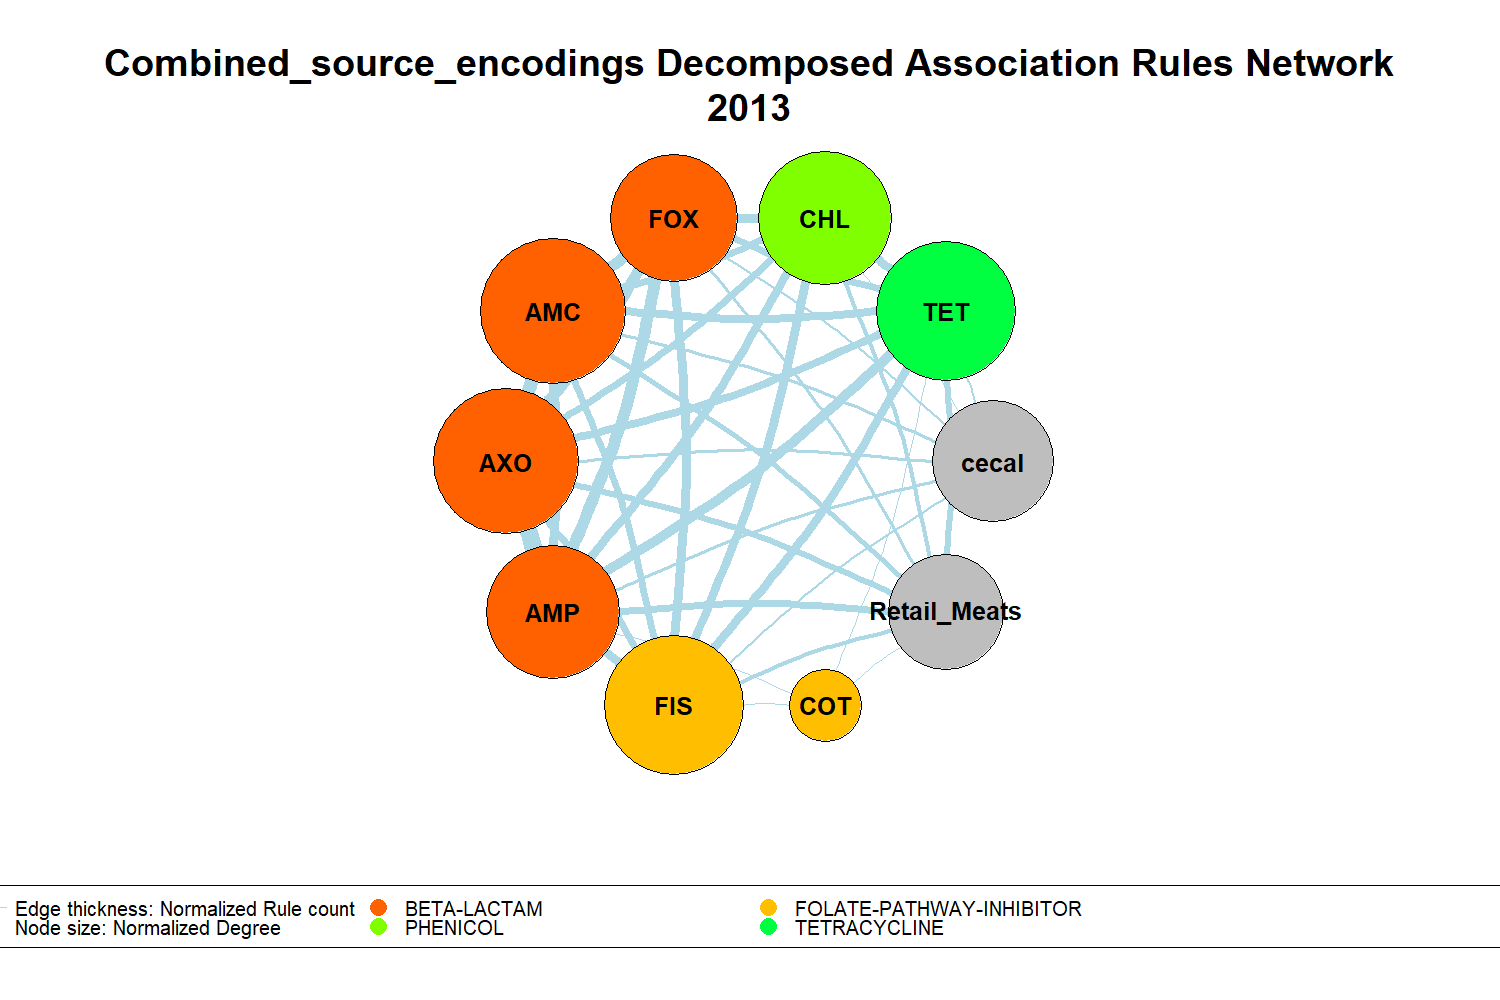 Combined_source_encodings Decomposed Association Rules Network
2013
FOX
CHL
AMC
TET
AXO
cecal
AMP
Retail_Meats
FIS
COT
Edge thickness: Normalized Rule count
Node size: Normalized Degree
BETA-LACTAM
PHENICOL
FOLATE-PATHWAY-INHIBITOR
TETRACYCLINE